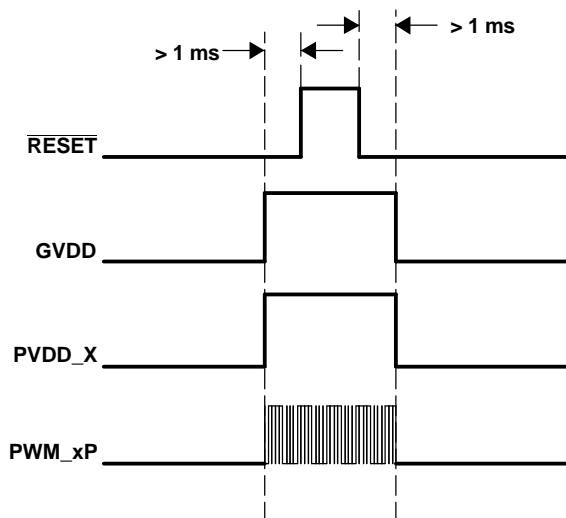 > 1 ms
> 1 ms
RESET
GVDD
PVDD_X
PWM_xP